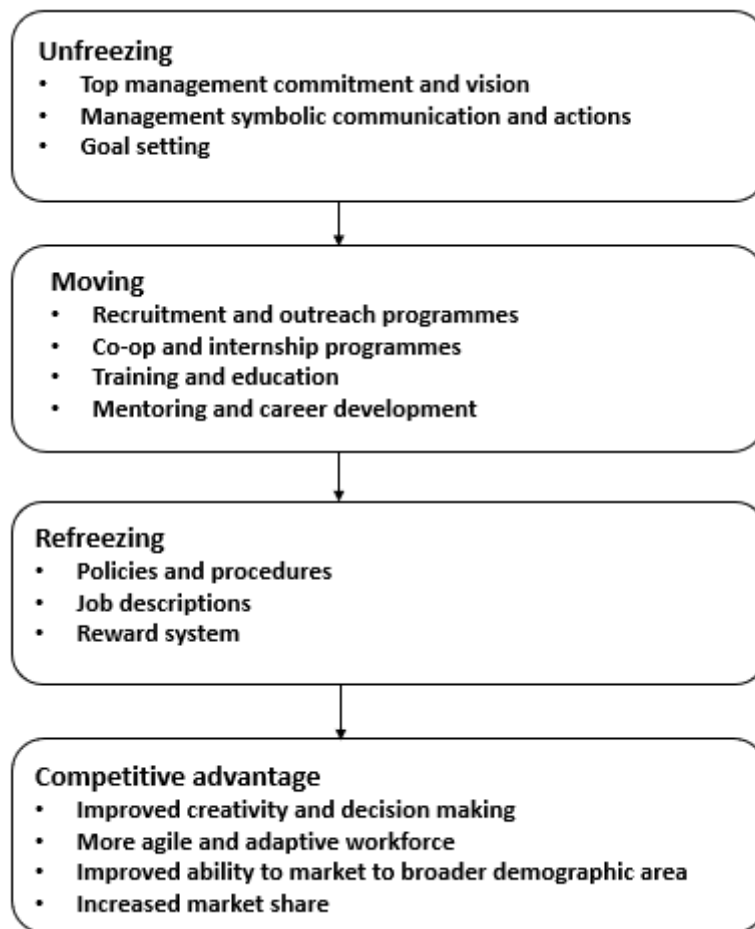 Unfreezing
• Top management commitment and vision
• Management symbolic communication and actions
• Goal setting
Moving
• Recruitment and outreach programmes
• Co-op and internship programmes
• Training and education
• Mentoring and career development
Refreezing
• Policies and procedures
• Job descriptions
• Reward system
Competitive advantage
• Improved creativity and decision making
• More agile and adaptive workforce
• Improved ability to market to broader demographic area
• Increased market share